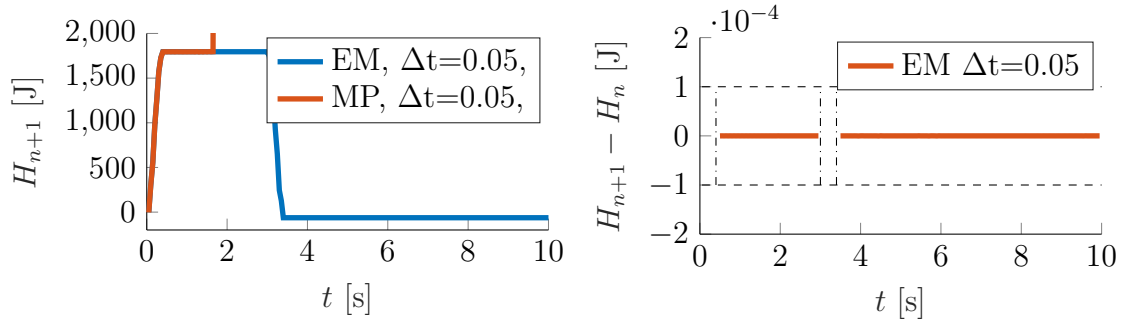 2,000
1,500
1,000
500
0
H_{n+1} [J]
0 2 4 6 8 10
t [s]
EM, Δt=0.05,
MP, Δt=0.05,
·10^{-4}
2
1
0
−1
−2
H_{n+1} − H_n [J]
0 2 4 6 8 10
t [s]
EM Δt=0.05